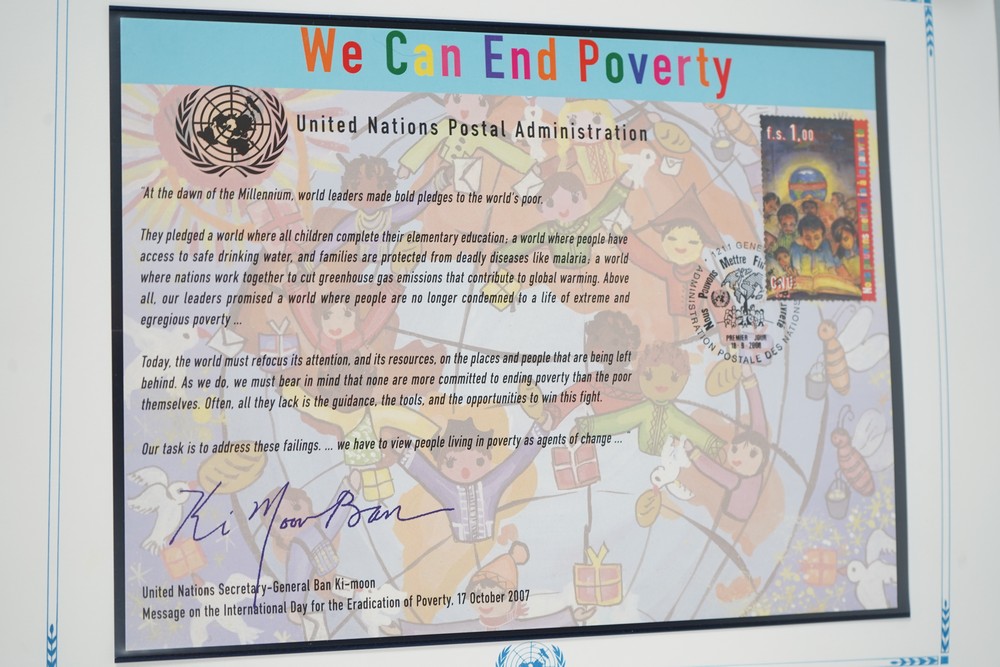 We Can End Poverty
United Nations Postal Administration
f.s. 1,00
"At the dawn of the Millennium, world leaders made bold pledges to the world's poor.
They pledged a world where all children complete their elementary education; a world where people have
access to safe drinking water, and families are protected from deadly diseases like malaria; a world
where nations work together to cut greenhouse gas emissions that contribute to global warming. Above
all, our leaders promised a world where people are no longer condemned to a life of extreme and
egregious poverty ...
Nous Pouvons Mettre Fin
ADMINISTRATION POSTALE DES NATIONS
PREMIER JOUR
Today, the world must refocus its attention, and its resources, on the places and people that are being left
behind. As we do, we must bear in mind that none are more committed to ending poverty than the poor
themselves. Often, all they lack is the guidance, the tools, and the opportunities to win this fight.
Our task is to address these failings. ... we have to view people living in poverty as agents of change ...
Ki Moon Ban
United Nations Secretary-General Ban Ki-moon
Message on the International Day for the Eradication of Poverty, 17 October 2007